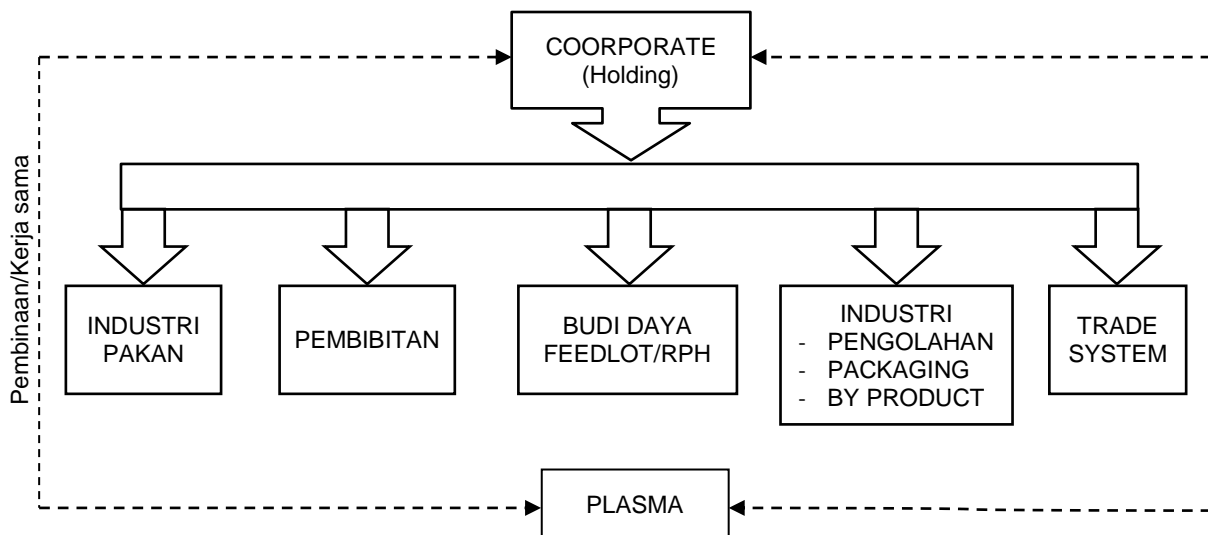 COORPORATE
(Holding)
Pembinaan/Kerja sama
INDUSTRI
PAKAN
PEMBIBITAN
BUDI DAYA
FEEDLOT/RPH
INDUSTRI
- PENGOLAHAN
- PACKAGING
- BY PRODUCT
TRADE
SYSTEM
PLASMA